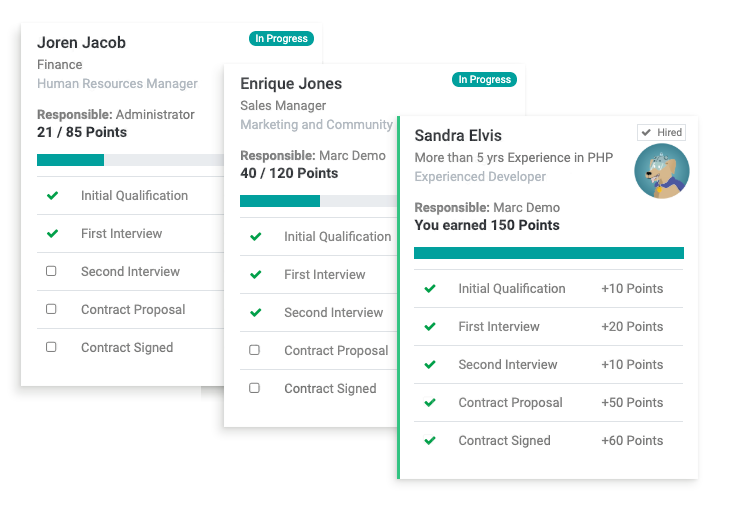 Joren Jacob
In Progress
Finance
Human Resources Manager
Responsible: Administrator
21 / 85 Points
Initial Qualification
First Interview
Second Interview
Contract Proposal
Contract Signed
Enrique Jones
In Progress
Sales Manager
Marketing and Community
Responsible: Marc Demo
40 / 120 Points
Initial Qualification
First Interview
Second Interview
Contract Proposal
Contract Signed
Sandra Elvis
Hired
More than 5 yrs Experience in PHP
Experienced Developer
Responsible: Marc Demo
You earned 150 Points
Initial Qualification +10 Points
First Interview +20 Points
Second Interview +10 Points
Contract Proposal +50 Points
Contract Signed +60 Points